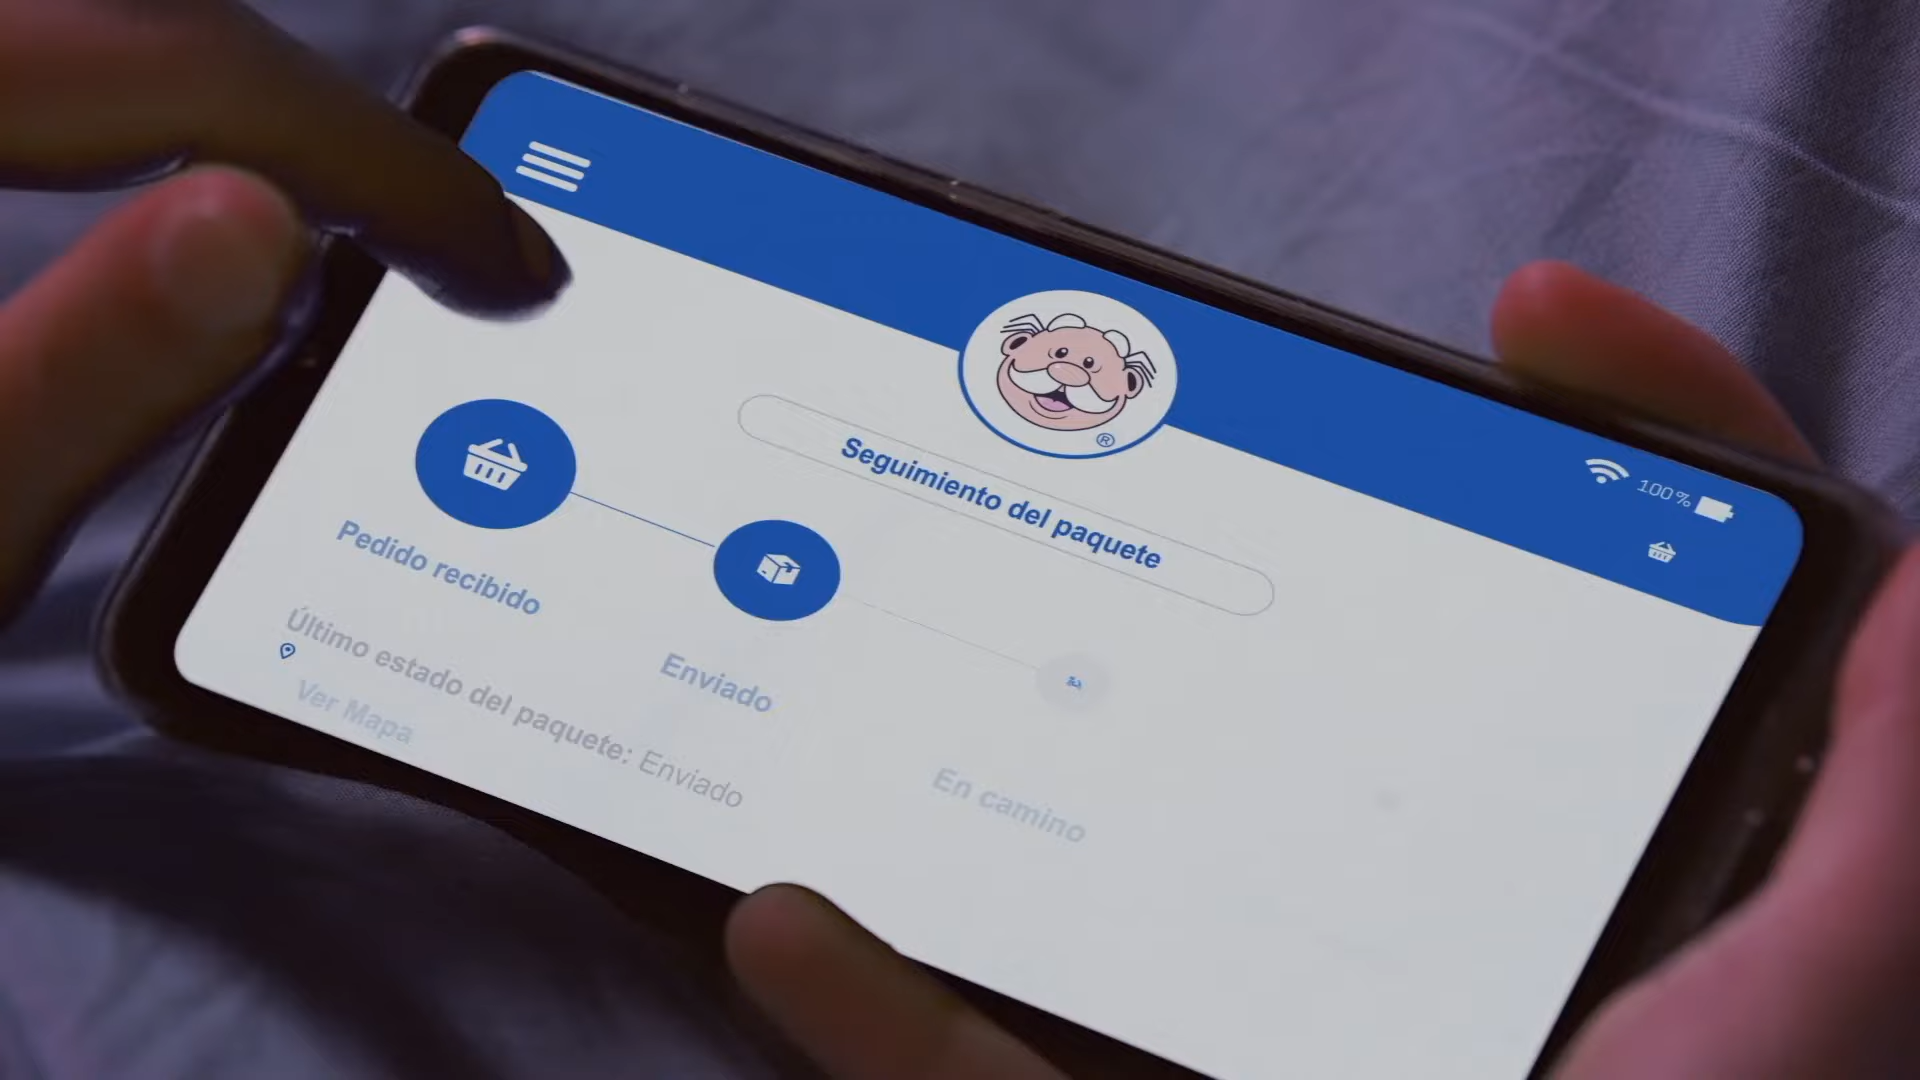 100%
®
Seguimiento del paquete
Pedido recibido
Enviado
En camino
Último estado del paquete: Enviado
Ver Mapa